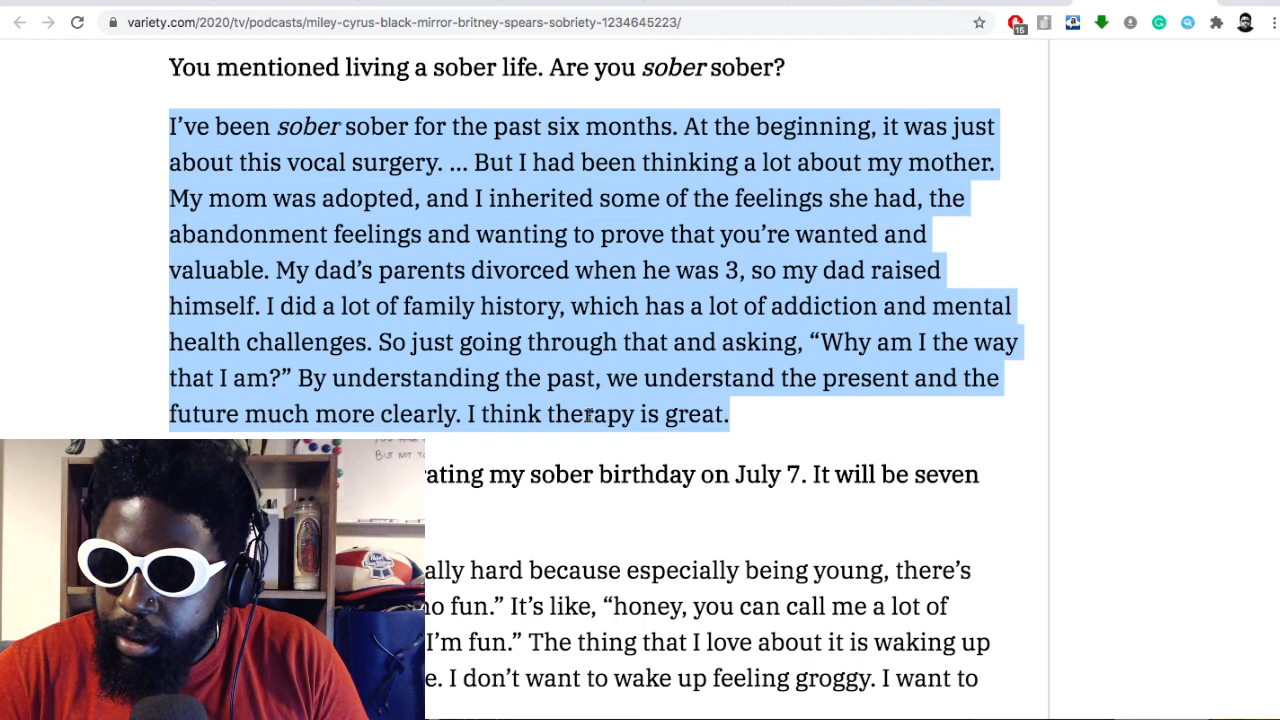 variety.com/2020/tv/podcasts/miley-cyrus-black-mirror-britney-spears-sobriety-1234645223/
15
You mentioned living a sober life. Are you sober sober?
I’ve been sober sober for the past six months. At the beginning, it was just
about this vocal surgery. … But I had been thinking a lot about my mother.
My mom was adopted, and I inherited some of the feelings she had, the
abandonment feelings and wanting to prove that you’re wanted and
valuable. My dad’s parents divorced when he was 3, so my dad raised
himself. I did a lot of family history, which has a lot of addiction and mental
health challenges. So just going through that and asking, “Why am I the way
that I am?” By understanding the past, we understand the present and the
future much more clearly. I think therapy is great.
BUT NOT
rating my sober birthday on July 7. It will be seven
ally hard because especially being young, there’s
no fun.” It’s like, “honey, you can call me a lot of
I’m fun.” The thing that I love about it is waking up
e. I don’t want to wake up feeling groggy. I want to